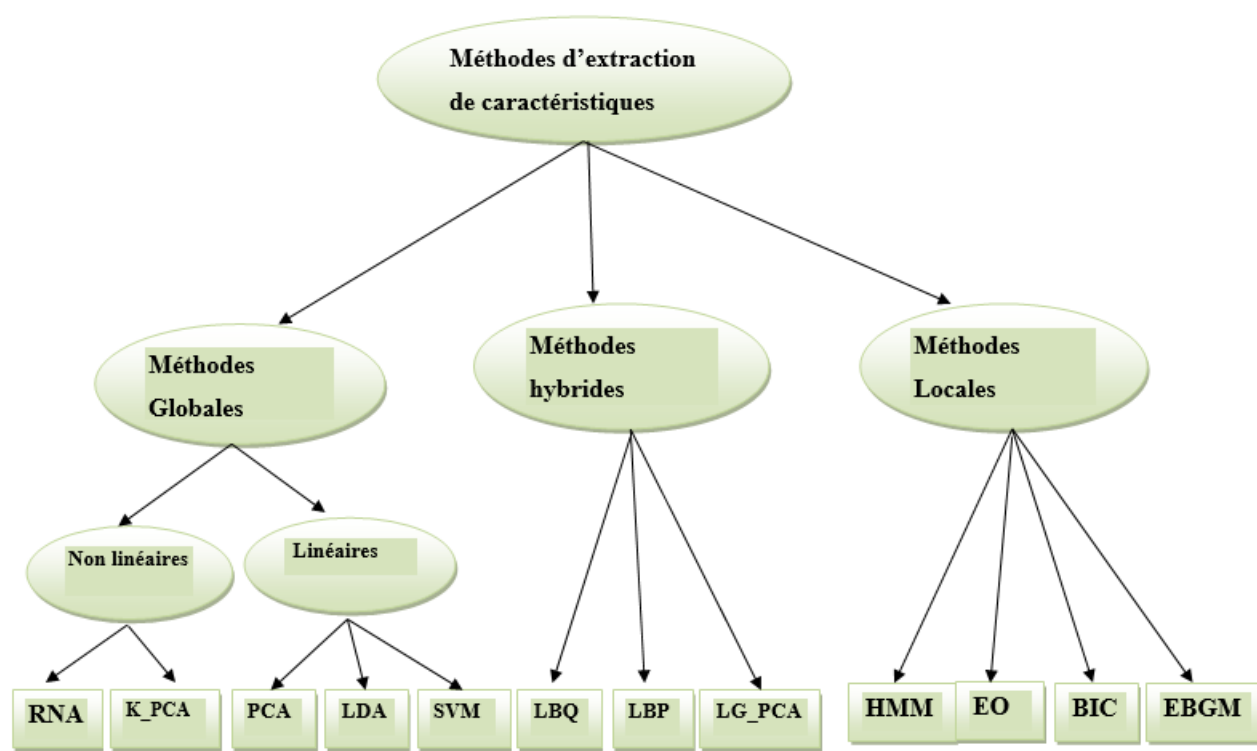 Méthodes d’extraction
de caractéristiques
Méthodes
Globales
Méthodes
hybrides
Méthodes
Locales
Non linéaires
Linéaires
RNA
K_PCA
PCA
LDA
SVM
LBQ
LBP
LG_PCA
HMM
EO
BIC
EBGM